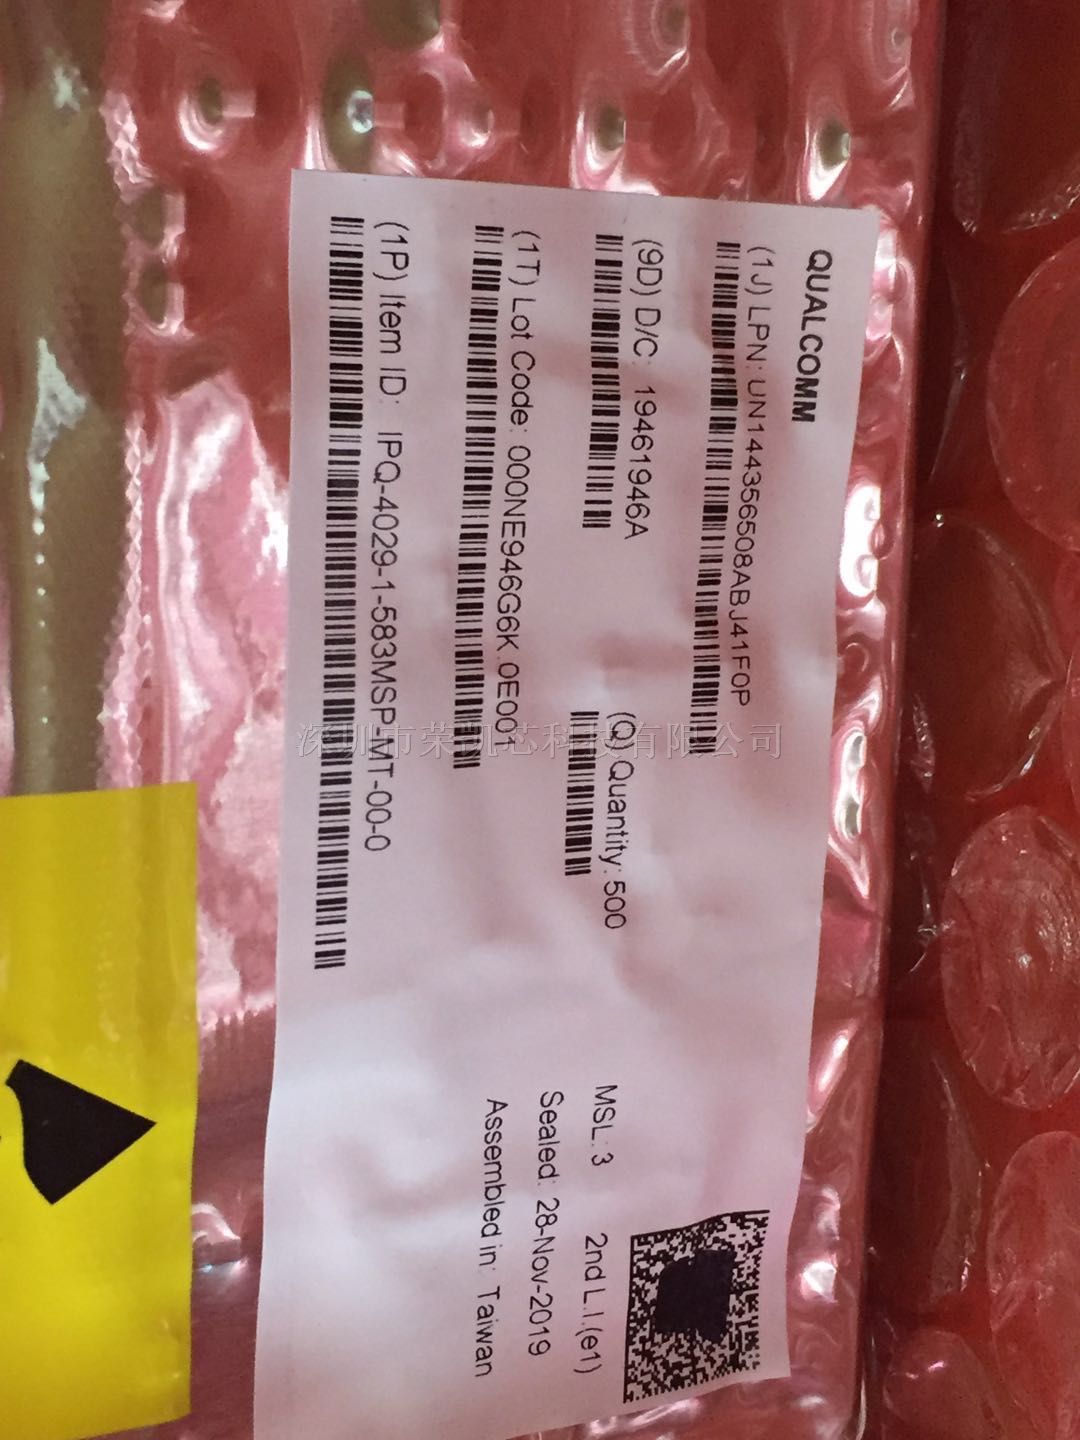 QUALCOMM
(1J) LPN: UN144356508ABJ41F0P
(9D) D/C: 19461946A
(Q) Quantity: 500
(1T) Lot Code: 000NE946G6K.0E001
(1P) Item ID: IPQ-4029-1-583MSP-MT-00-0
MSL: 3 2nd L.I.(e1)
Sealed: 28-Nov-2019
Assembled in: Taiwan
深圳市荣凯芯科技有限公司